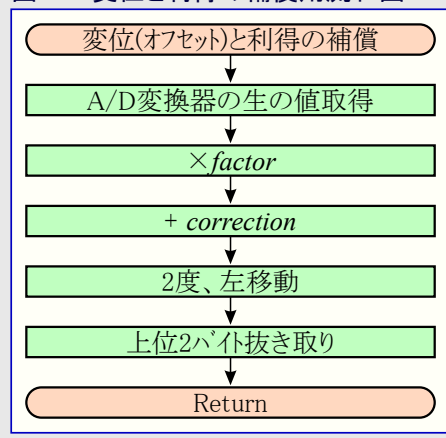 変位(オフセット)と利得の補償
A/D変換器の生の値取得
×factor
+ correction
2度、左移動
上位2バイト抜き取り
Return